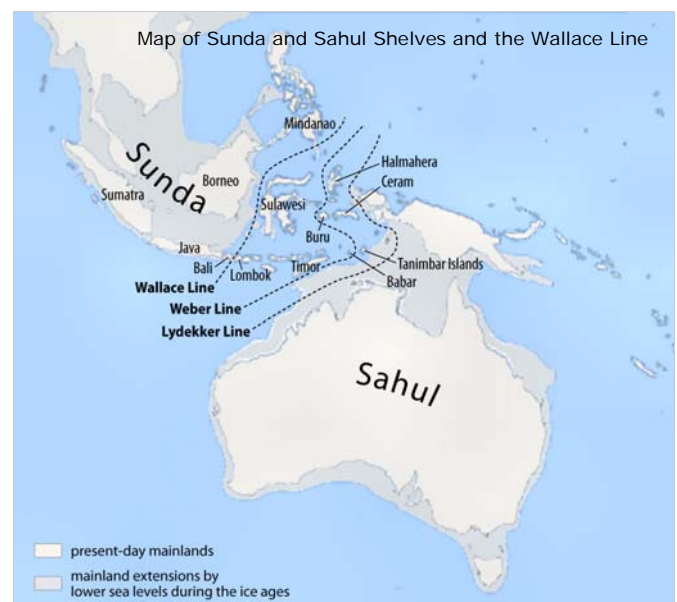 Map of Sunda and Sahul Shelves and the Wallace Line
Mindanao
Halmahera
Ceram
Sunda
Borneo
Sumatra
Sulawesi
Buru
Java
Bali
Lombok
Timor
Tanimbar Islands
Babar
Wallace Line
Weber Line
Lydekker Line
Sahul
present-day mainlands
mainland extensions by
lower sea levels during the ice ages